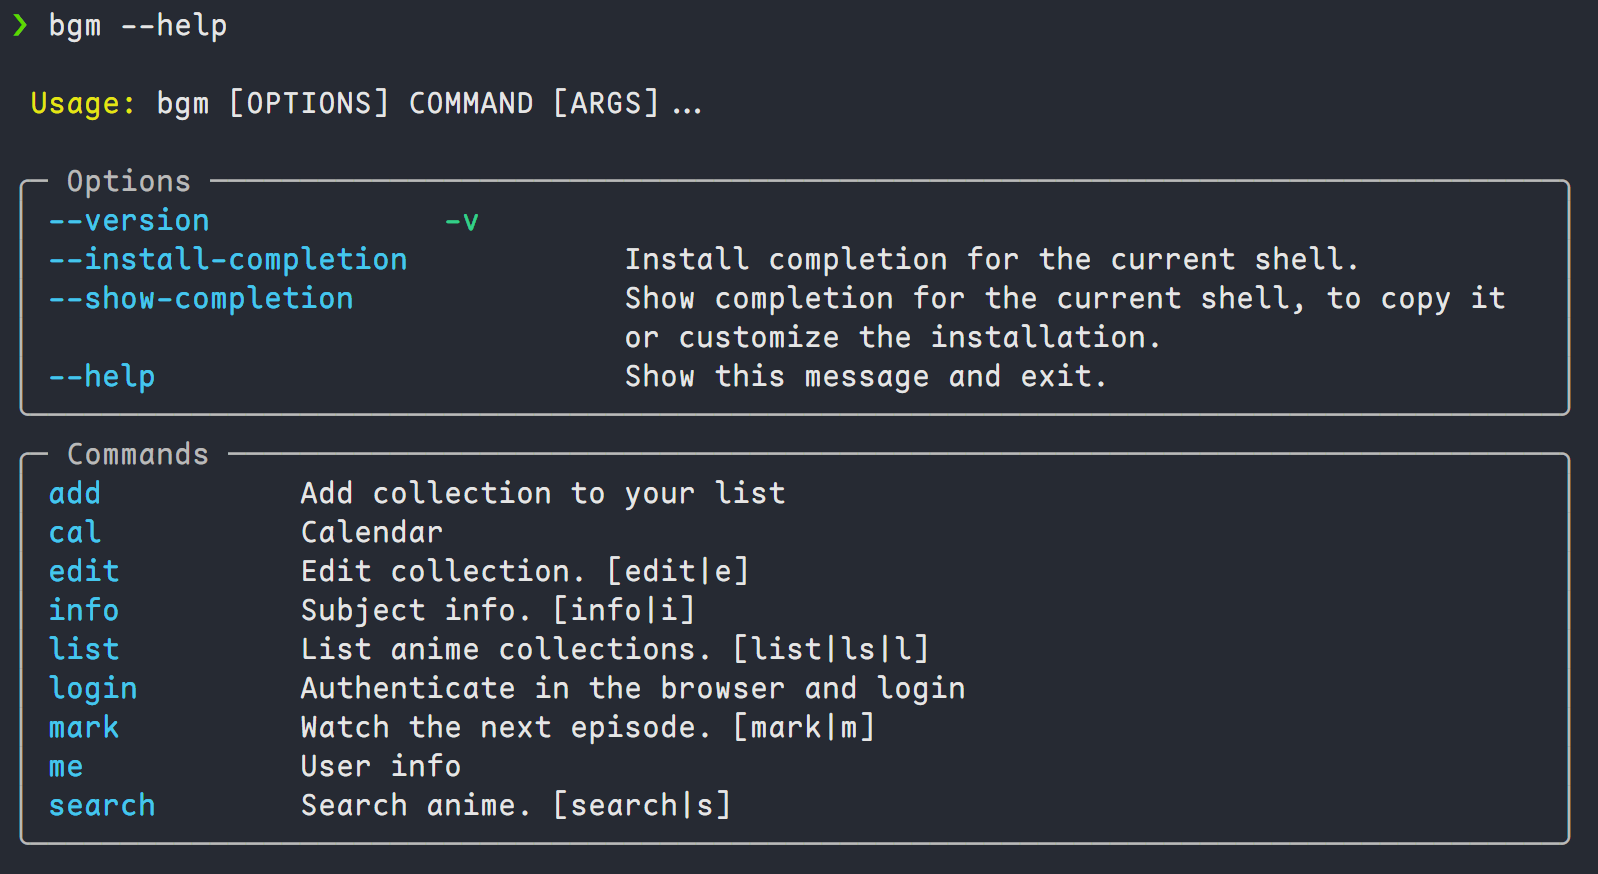 ❯ bgm --help
Usage: bgm [OPTIONS] COMMAND [ARGS]...
Options
--version -v
--install-completion Install completion for the current shell.
--show-completion Show completion for the current shell, to copy it
or customize the installation.
--help Show this message and exit.
Commands
add Add collection to your list
cal Calendar
edit Edit collection. [edit|e]
info Subject info. [info|i]
list List anime collections. [list|ls|l]
login Authenticate in the browser and login
mark Watch the next episode. [mark|m]
me User info
search Search anime. [search|s]